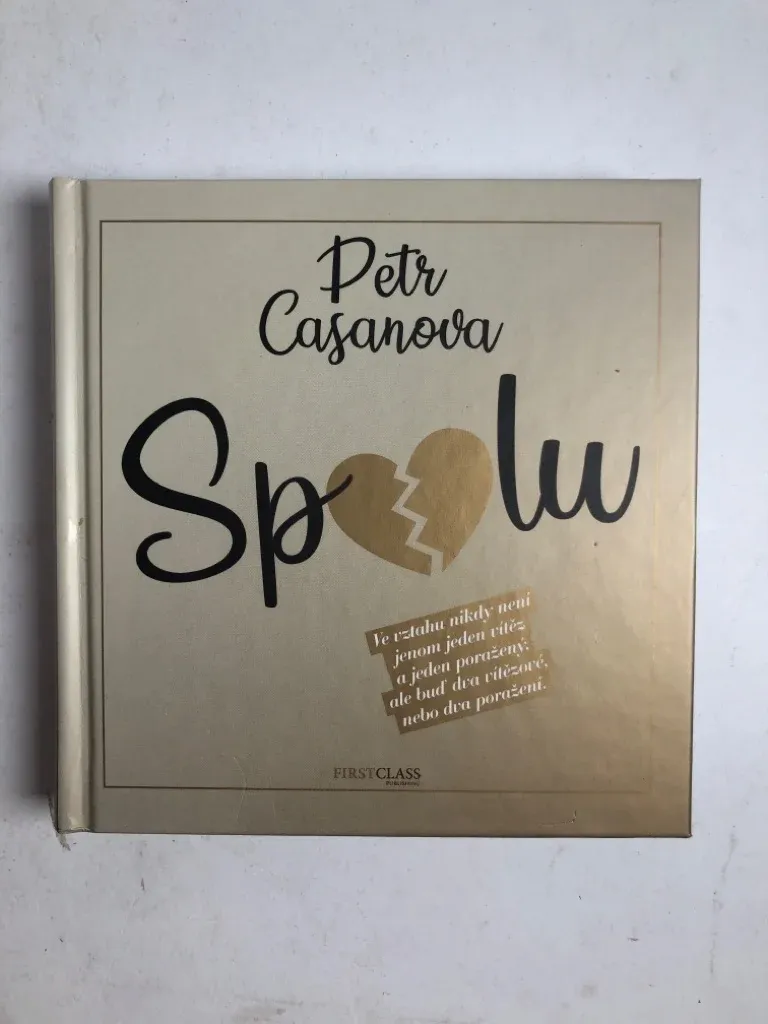 Petr
Casanova
Spolu
Ve vztahu nikdy není
jenom jeden vítěz
a jeden poražený,
ale buď dva vítězové,
nebo dva poražení.
FIRSTCLASS
PUBLISHING